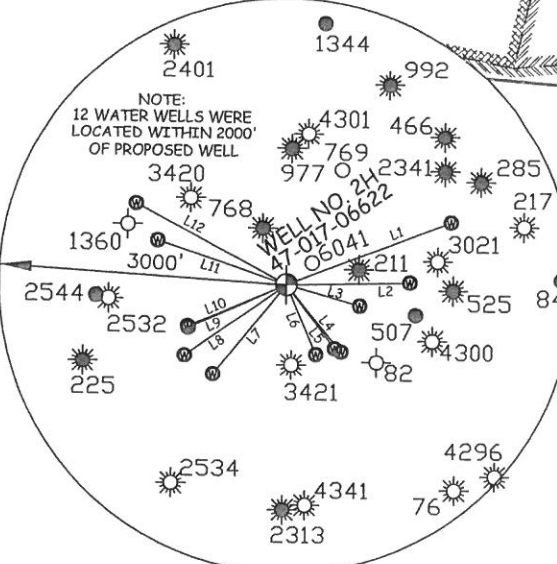 1344
2401
992
NOTE:
12 WATER WELLS WERE
LOCATED WITHIN 2000'
OF PROPOSED WELL
4301
466
769
977
2341
285
3420
768
217
WELL NO. 2H
47-017-06622
L12
L1
1360
6041
3021
3000'
L11
211
2544
L3
L2
525
84
2532
L10
L9
L8
L7
L6
L5
L4
507
4300
225
3421
82
2534
4296
4341
76
2313
W
W
W
W
W
W
W
W
W
W
W
W